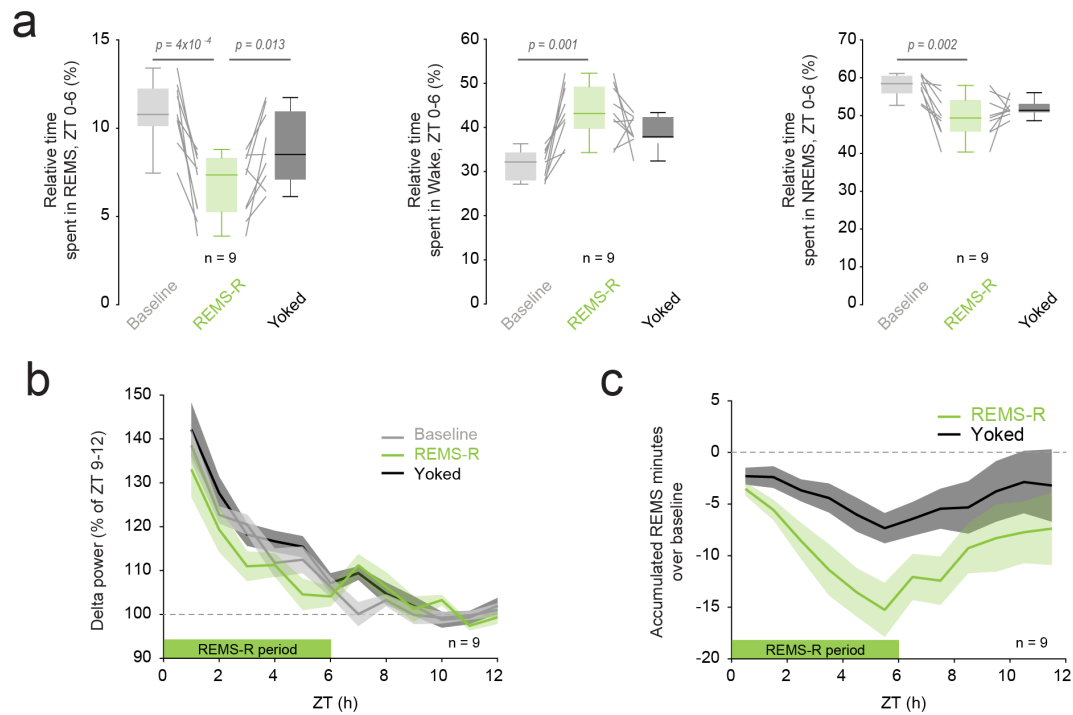 a
15
10
5
0
Relative time
spent in REMS, ZT 0-6 (%)
p = 4x10⁻⁴
p = 0.013
n = 9
Baseline
REMS-R
Yoked
60
50
40
30
20
10
0
Relative time
spent in Wake, ZT 0-6 (%)
p = 0.001
n = 9
Baseline
REMS-R
Yoked
70
60
50
40
30
20
10
0
Relative time
spent in NREMS, ZT 0-6 (%)
p = 0.002
n = 9
Baseline
REMS-R
Yoked
b
150
140
130
120
110
100
90
Delta power (% of ZT 9-12)
Baseline
REMS-R
Yoked
REMS-R period
n = 9
0 2 4 6 8 10 12
ZT (h)
c
5
0
-5
-10
-15
-20
Accumulated REMS minutes
over baseline
REMS-R
Yoked
REMS-R period
n = 9
0 2 4 6 8 10 12
ZT (h)